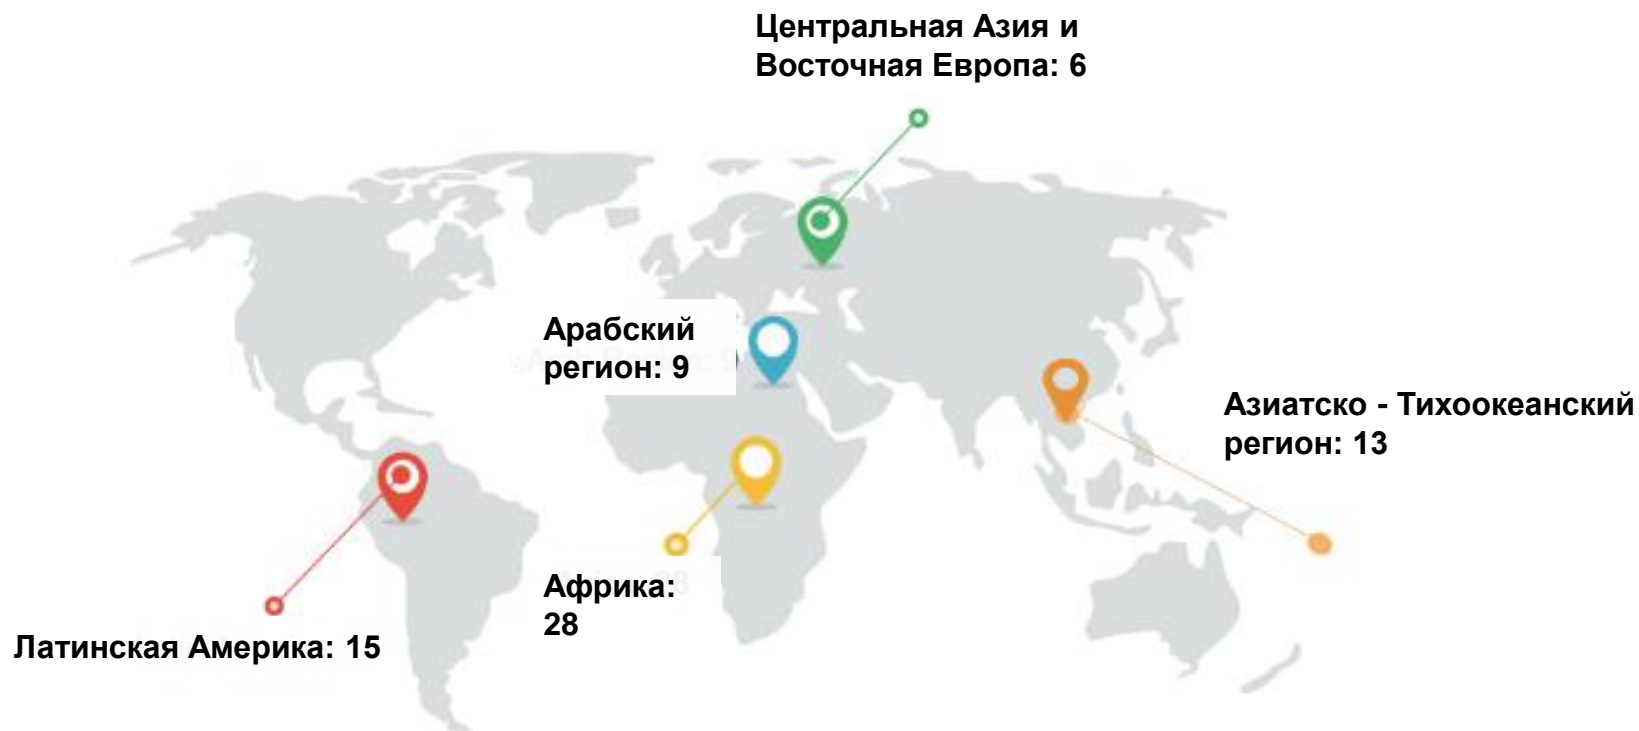 Центральная Азия и
Восточная Европа: 6
Арабский
регион: 9
Азиатско - Тихоокеанский
регион: 13
Африка:
28
Латинская Америка: 15